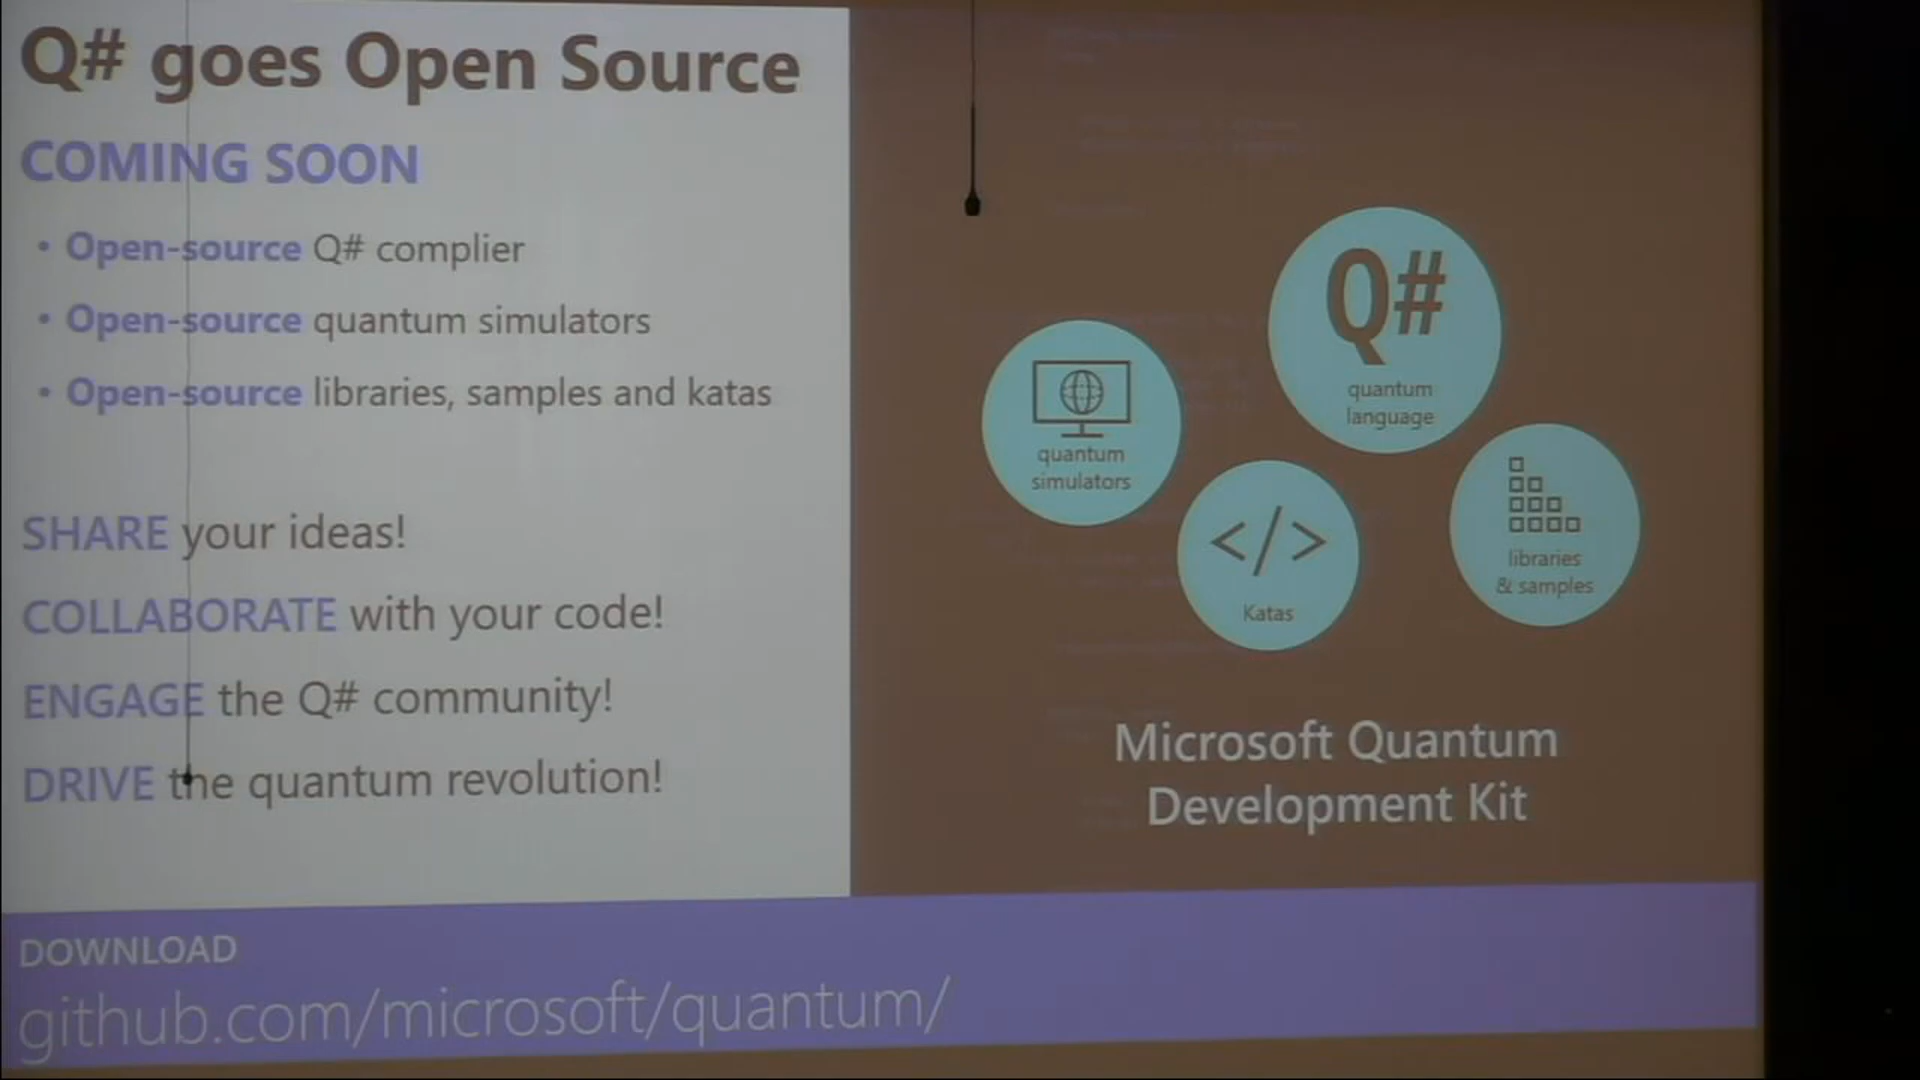 Q# goes Open Source
COMING SOON
• Open-source Q# complier
• Open-source quantum simulators
• Open-source libraries, samples and katas
SHARE your ideas!
COLLABORATE with your code!
ENGAGE the Q# community!
DRIVE the quantum revolution!
Q#
quantum
language
quantum
simulators
</>
Katas
libraries
& samples
Microsoft Quantum
Development Kit
DOWNLOAD
github.com/microsoft/quantum/